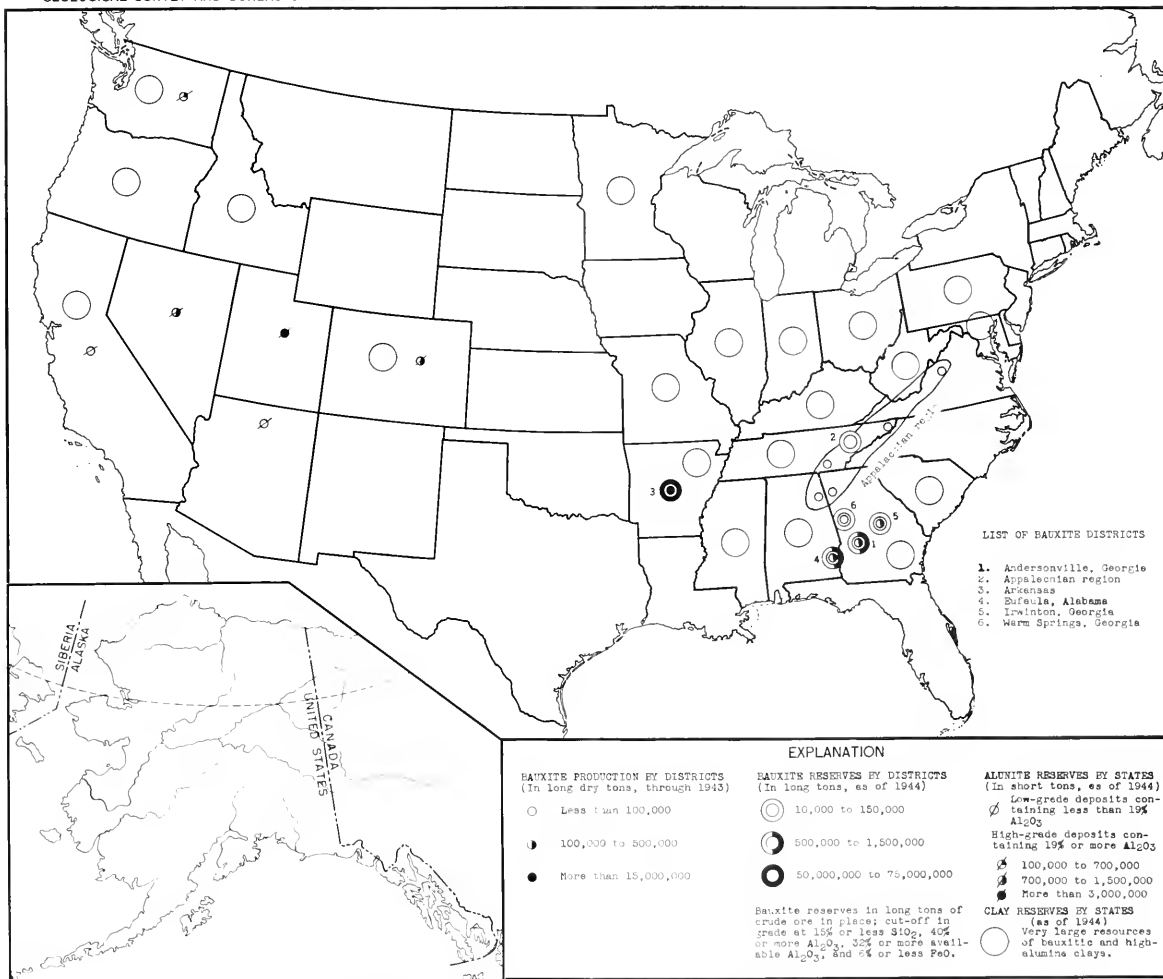 SIBERIA
ALASKA
CANADA
UNITED STATES
Appalachian regi
1
2
3
4
5
6
LIST OF BAUXITE DISTRICTS
1. Andersonville, Georgia
2. Appalachian region
3. Arkansas
4. Eufaula, Alabama
5. Irwinton, Georgia
6. Warm Springs, Georgia
EXPLANATION
BAUXITE PRODUCTION BY DISTRICTS
(In long dry tons, through 1943)
Less than 100,000
100,000 to 500,000
More than 15,000,000
BAUXITE RESERVES BY DISTRICTS
(In long tons, as of 1944)
10,000 to 150,000
500,000 to 1,500,000
50,000,000 to 75,000,000
Bauxite reserves in long tons of
crude ore in place; cut-off in
grade at 15% or less SiO₂, 40%
or more Al₂O₃, 32% or more avail-
able Al₂O₃, and 6% or less FeO.
ALUNITE RESERVES BY STATES
(In short tons, as of 1944)
Low-grade deposits con-
taining less than 19%
Al₂O₃
High-grade deposits con-
taining 19% or more Al₂O₃
100,000 to 700,000
700,000 to 1,500,000
More than 3,000,000
CLAY RESERVES BY STATES
(as of 1944)
Very large resources
of bauxitic and high-
alumina clays.